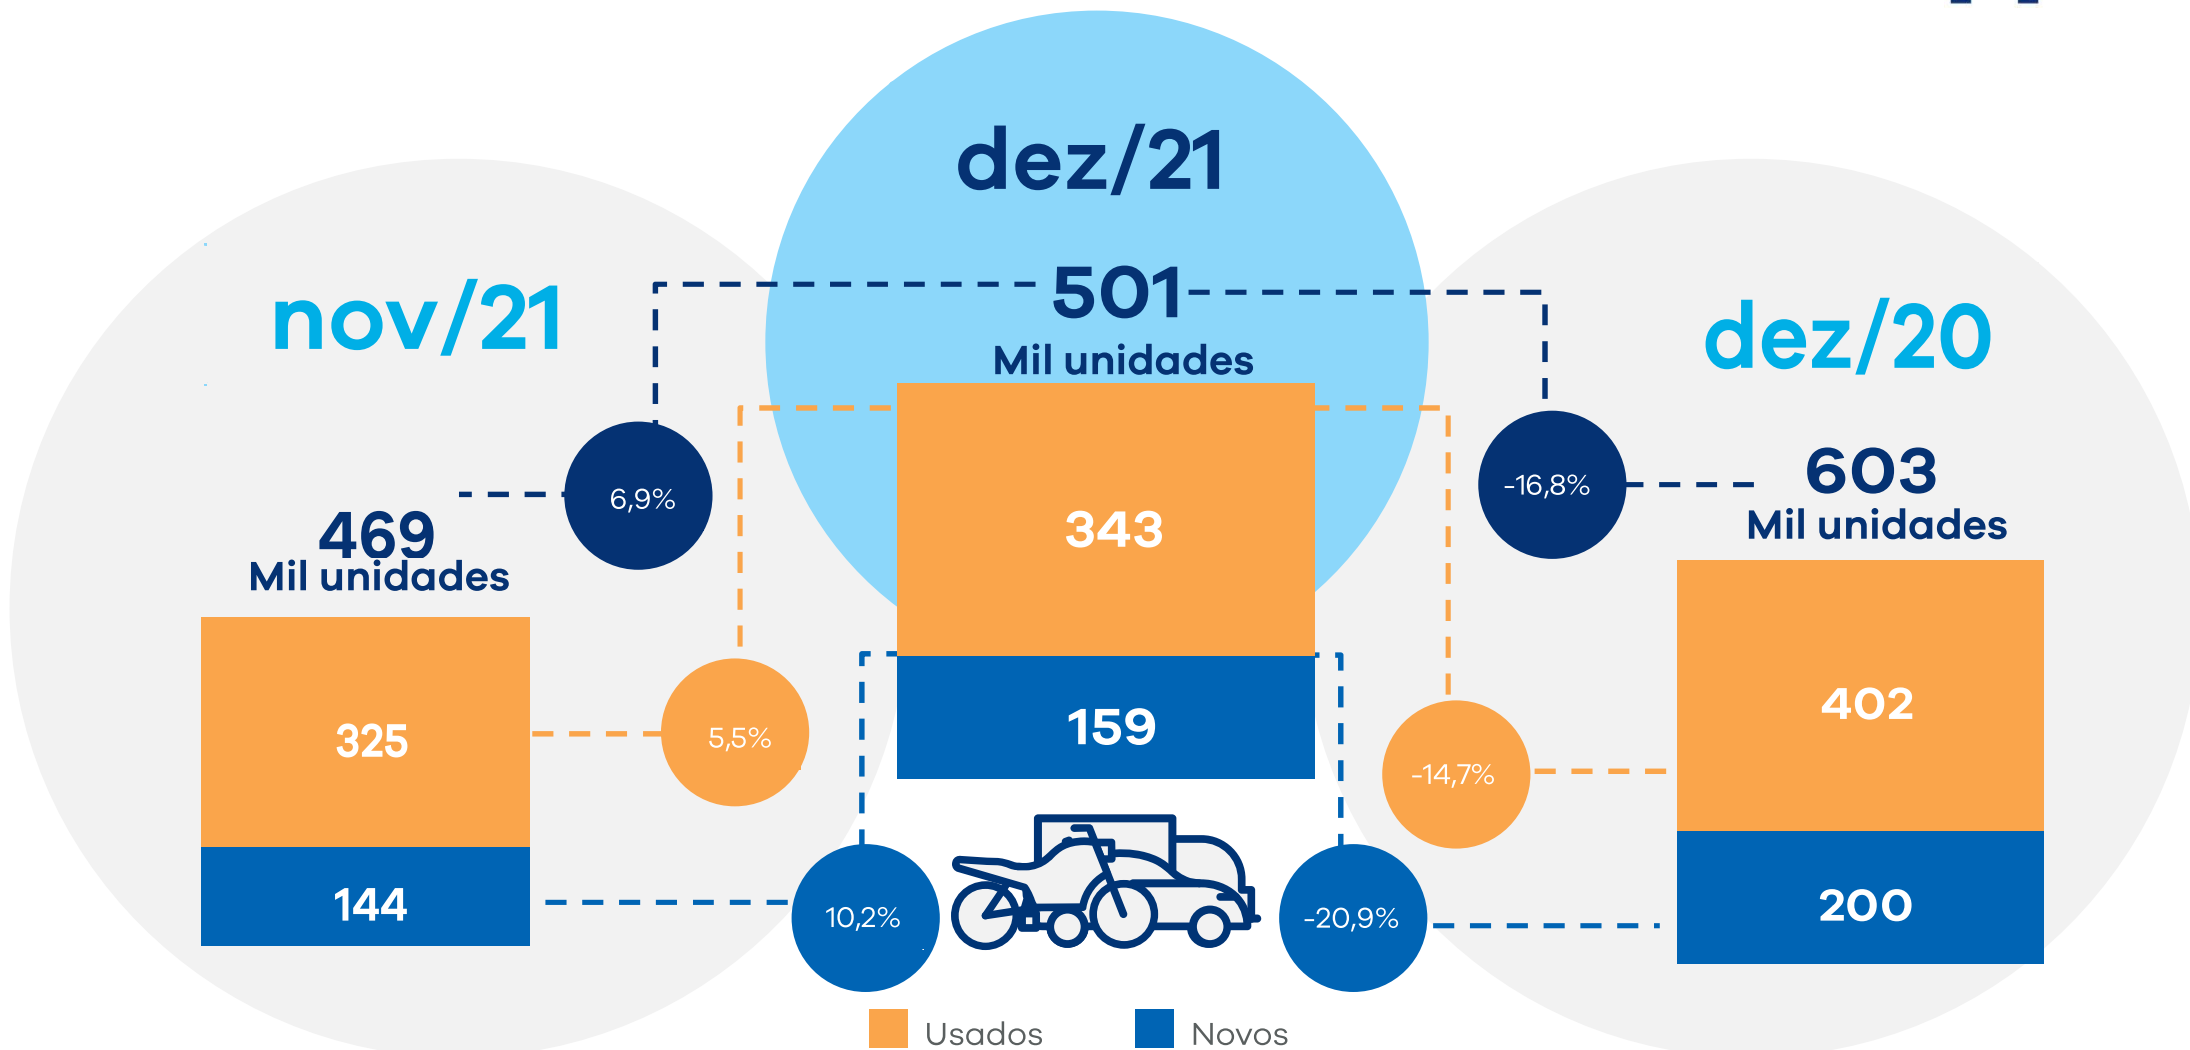 dez/21
501
Mil unidades
nov/21
dez/20
469
Mil unidades
603
Mil unidades
6,9%
-16,8%
343
402
325
5,5%
-14,7%
159
144
10,2%
-20,9%
200
Usados
Novos